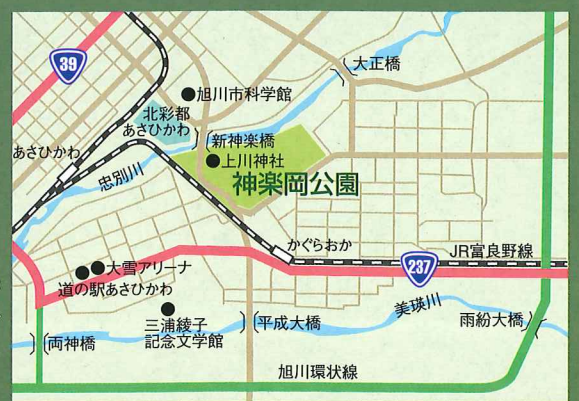 39
大正橋
旭川市科学館
北彩都
あさひかわ
新神楽橋
あさひかわ
上川神社
忠別川
神楽岡公園
かぐらおか
JR富良野線
237
大雪アリーナ
道の駅あさひかわ
美瑛川
三浦綾子
記念文学館
平成大橋
雨紛大橋
両神橋
旭川環状線